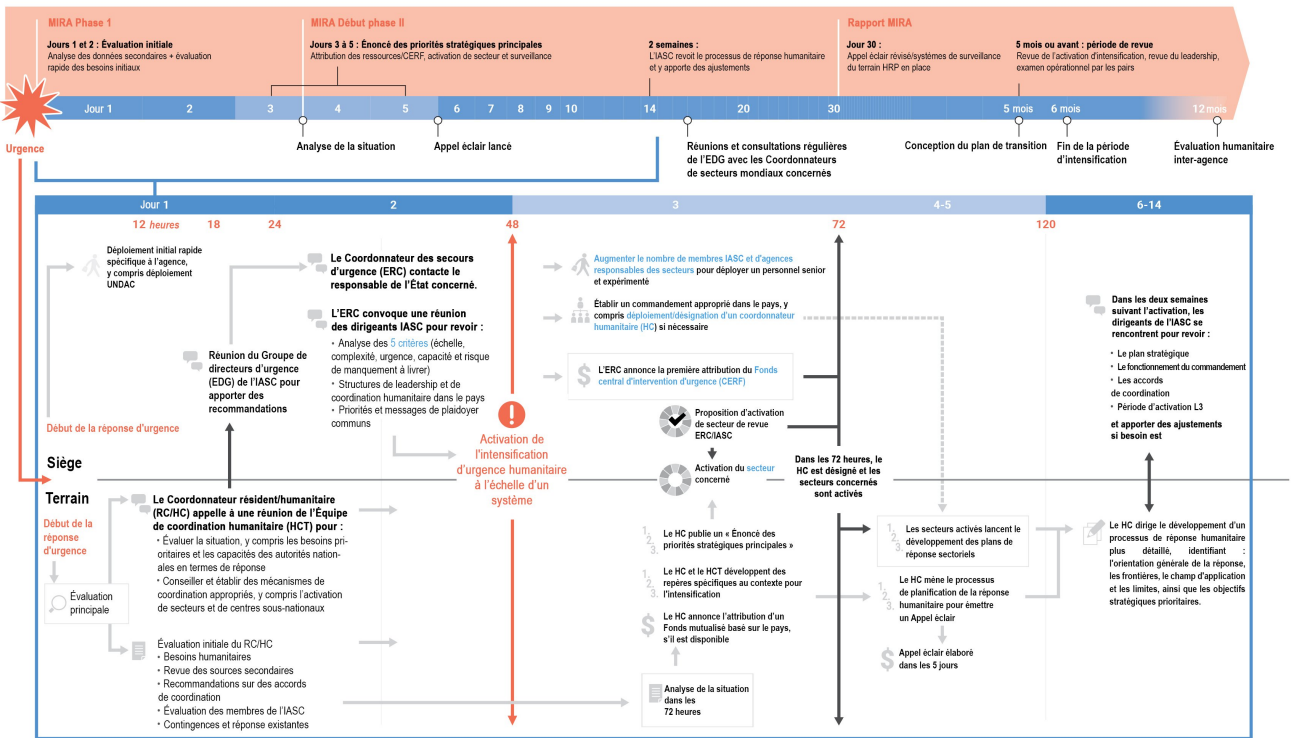 MIRA Phase 1
Jours 1 et 2 : Évaluation initiale
Analyse des données secondaires + évaluation
rapide des besoins initiaux
MIRA Début phase II
Jours 3 à 5 : Énoncé des priorités stratégiques principales
Attribution des ressources/CERF, activation de secteur et surveillance
2 semaines :
L'IASC revoit le processus de réponse humanitaire
et y apporte des ajustements
Rapport MIRA
Jour 30 :
Appel éclair révisé/systèmes de surveillance
du terrain HRP en place
5 mois ou avant : période de revue
Revue de l'activation d'intensification, revue du leadership,
examen opérationnel par les pairs
Jour 1
2
3
4
5
6
7
8
9
10
14
20
30
5 mois
6 mois
12 mois
Urgence
Analyse de la situation
Appel éclair lancé
Réunions et consultations régulières
de l'EDG avec les Coordonnateurs
de secteurs mondiaux concernés
Conception du plan de transition
Fin de la période
d'intensification
Évaluation humanitaire
inter-agence
Jour 1
2
3
4-5
6-14
12 heures
18
24
48
72
120
Déploiement initial rapide
spécifique à l'agence,
y compris déploiement
UNDAC
Début de la réponse d'urgence
Réunion du Groupe de
directeurs d'urgence
(EDG) de l'IASC pour
apporter des
recommandations
Le Coordonnateur des secours
d'urgence (ERC) contacte le
responsable de l'État concerné.
L'ERC convoque une réunion
des dirigeants IASC pour revoir :
• Analyse des 5 critères (échelle,
complexité, urgence, capacité et risque
de manquement à livrer)
• Structures de leadership et de
coordination humanitaire dans le pays
• Priorités et messages de plaidoyer
communs
Activation de
l'intensification
d'urgence humanitaire
à l'échelle d'un
système
Augmenter le nombre de membres IASC et d'agences
responsables des secteurs pour déployer un personnel senior
et expérimenté
Établir un commandement approprié dans le pays, y
compris déploiement/désignation d'un coordonnateur
humanitaire (HC) si nécessaire
$
L'ERC annonce la première attribution du Fonds
central d'intervention d'urgence (CERF)
Proposition d'activation
de secteur de revue
ERC/IASC
Activation du secteur
concerné
Dans les 72 heures, le
HC est désigné et les
secteurs concernés
sont activés
Dans les deux semaines
suivant l'activation, les
dirigeants de l'IASC se
rencontrent pour revoir :
• Le plan stratégique
• Le fonctionnement du commandement
• Les accords
de coordination
• Période d'activation L3
et apporter des ajustements
si besoin est
Siège
Terrain
Début de la
réponse
d'urgence
Évaluation
principale
Le Coordonnateur résident/humanitaire
(RC/HC) appelle à une réunion de l'Équipe
de coordination humanitaire (HCT) pour :
• Évaluer la situation, y compris les besoins pri-
oritaires et les capacités des autorités nation-
ales en termes de réponse
• Conseiller et établir des mécanismes de
coordination appropriés, y compris l'activation
de secteurs et de centres sous-nationaux
Évaluation initiale du RC/HC
• Besoins humanitaires
• Revue des sources secondaires
• Recommandations sur des accords
de coordination
• Évaluation des membres de l'IASC
• Contingences et réponse existantes
1.
2.
3.
Le HC publie un « Énoncé des
priorités stratégiques principales »
1.
2.
3.
Le HC et le HCT développent des
repères spécifiques au contexte pour
l'intensification
$
Le HC annonce l'attribution d'un
Fonds mutualisé basé sur le pays,
s'il est disponible
Analyse de la situation
dans les
72 heures
1.
2.
3.
Les secteurs activés lancent le
développement des plans de
réponse sectoriels
1.
2.
3.
Le HC mène le processus
de planification de la réponse
humanitaire pour émettre
un Appel éclair
$
Appel éclair élaboré
dans les 5 jours
Le HC dirige le développement d'un
processus de réponse humanitaire
plus détaillé, identifiant :
l'orientation générale de la réponse,
les frontières, le champ d'application
et les limites, ainsi que les objectifs
stratégiques prioritaires.